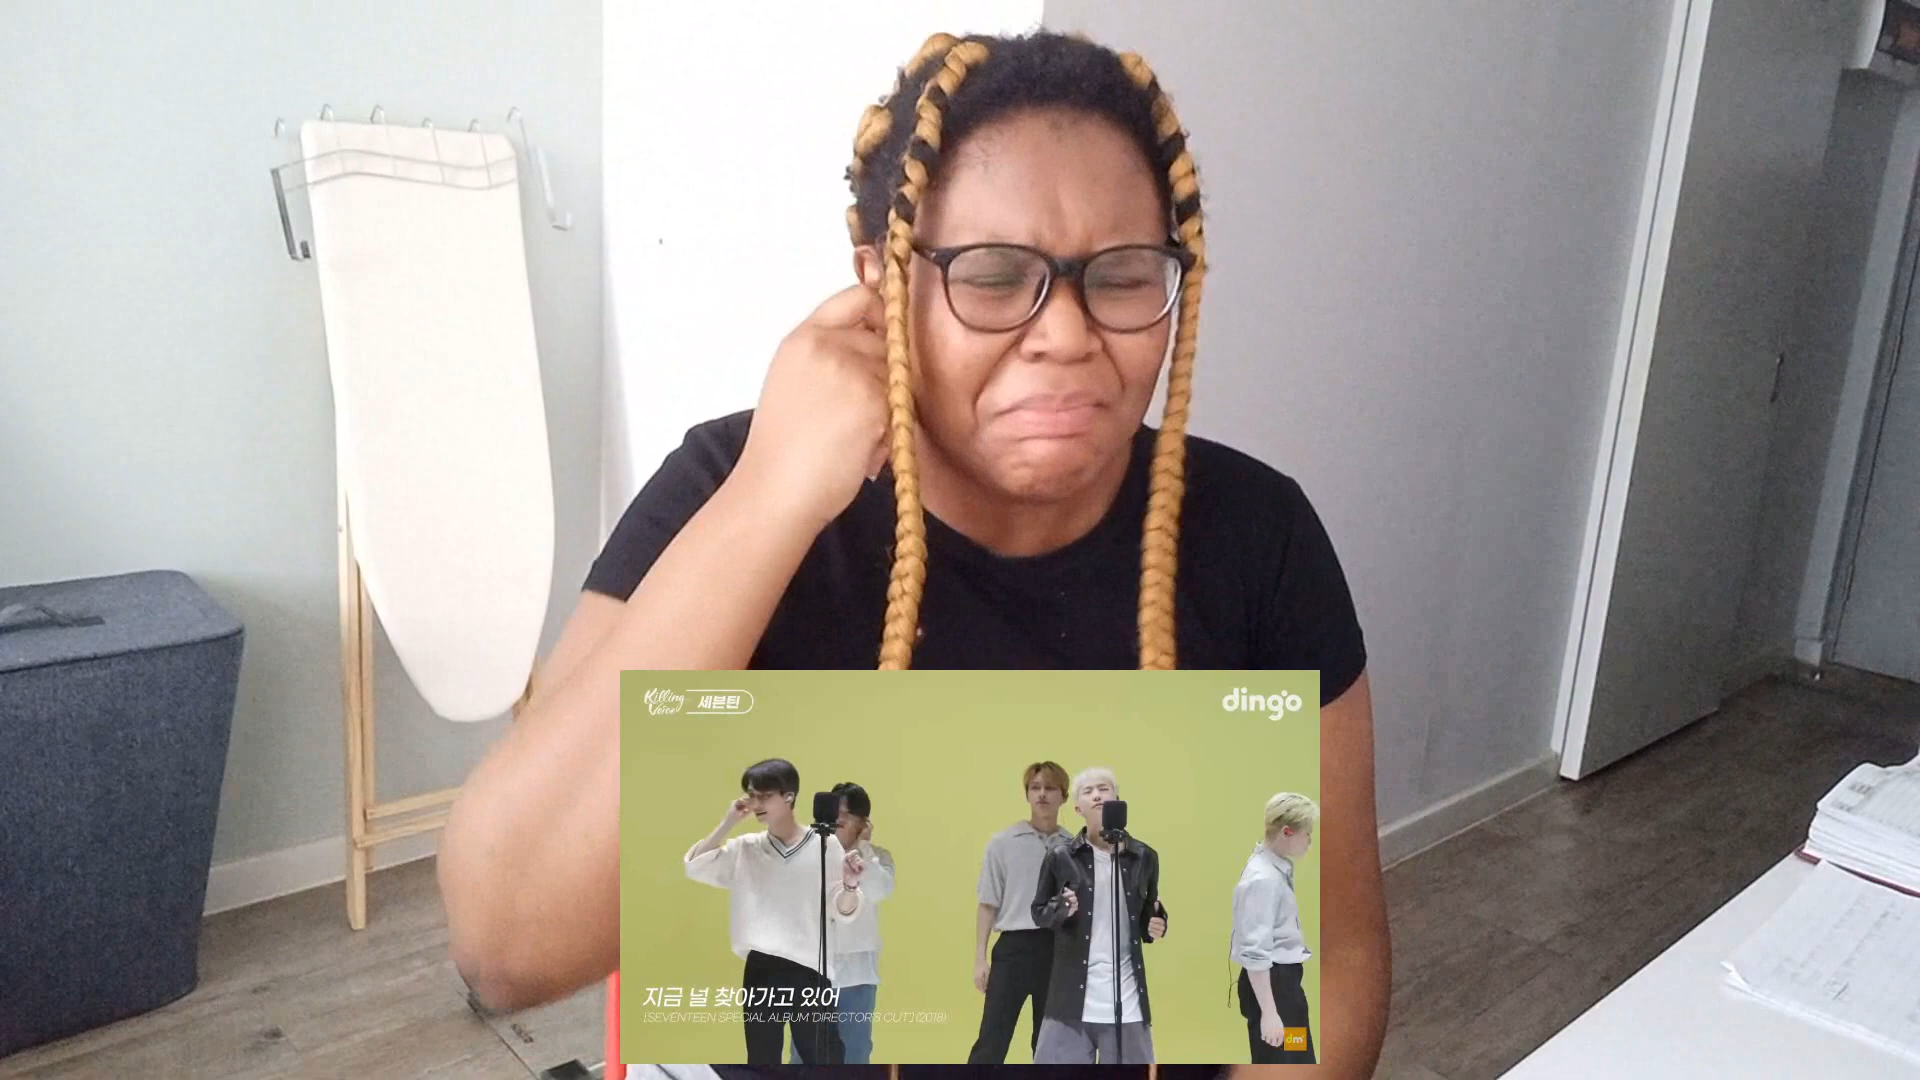 Killing Voice 세븐틴
dingo
지금 널 찾아가고 있어
[SEVENTEEN SPECIAL ALBUM 'DIRECTOR'S CUT'] (2018)
dm